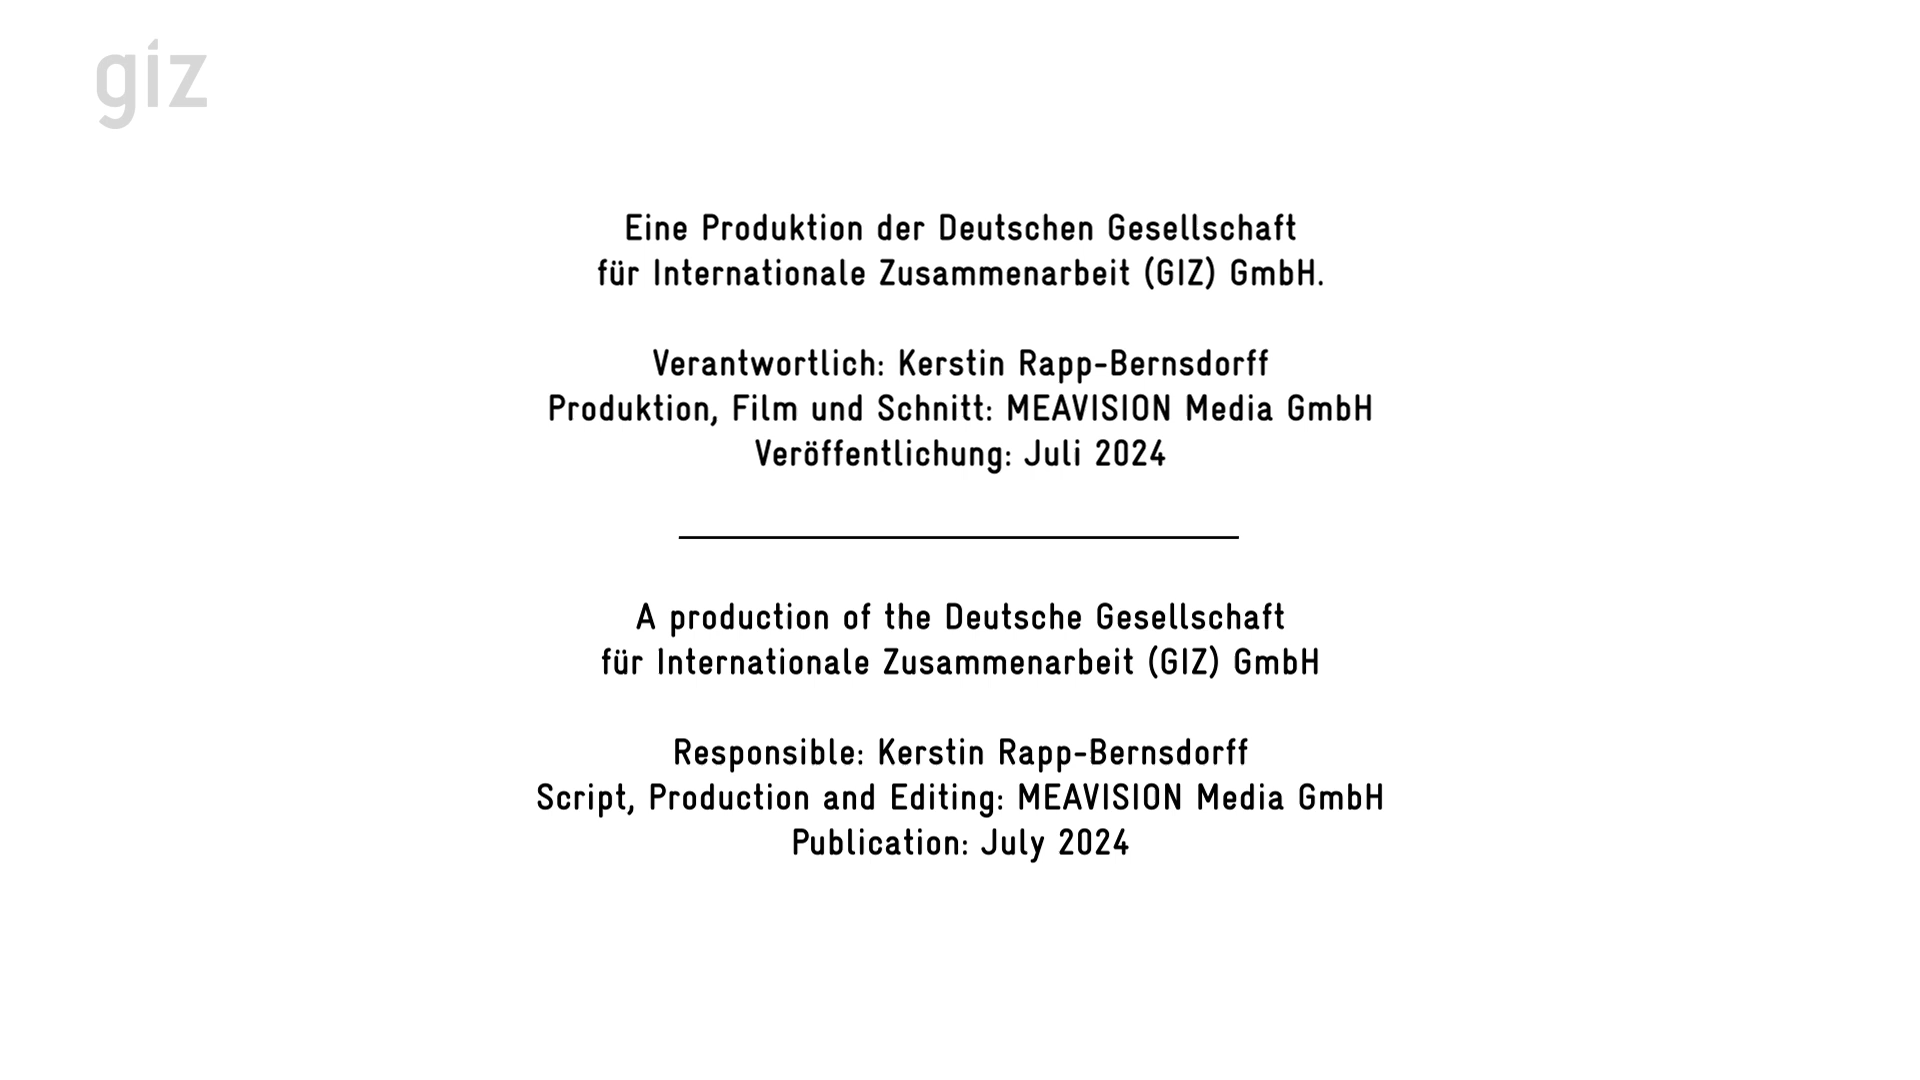 giz
Eine Produktion der Deutschen Gesellschaft
für Internationale Zusammenarbeit (GIZ) GmbH.
Verantwortlich: Kerstin Rapp-Bernsdorff
Produktion, Film und Schnitt: MEAVISION Media GmbH
Veröffentlichung: Juli 2024
A production of the Deutsche Gesellschaft
für Internationale Zusammenarbeit (GIZ) GmbH
Responsible: Kerstin Rapp-Bernsdorff
Script, Production and Editing: MEAVISION Media GmbH
Publication: July 2024